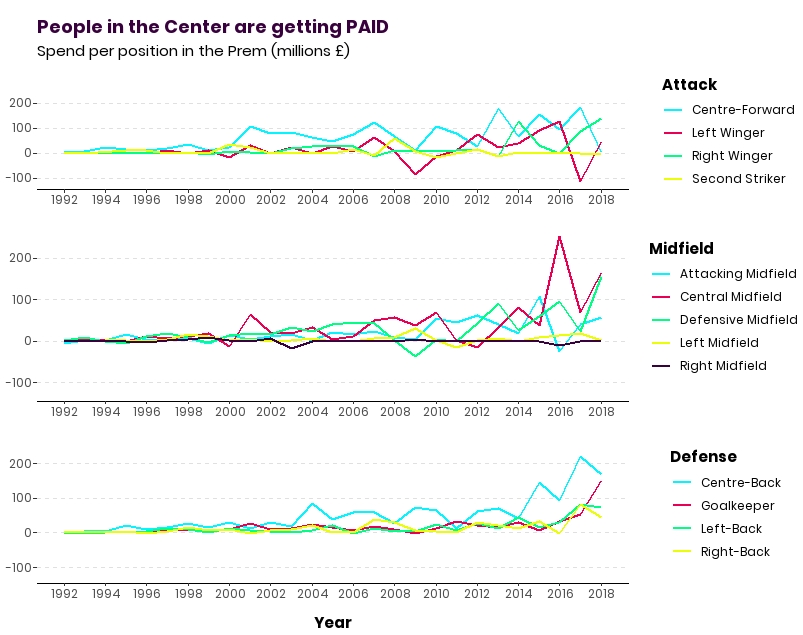 People in the Center are getting PAID
Spend per position in the Prem (millions £)
Attack
200
100
0
-100
1992 1994 1996 1998 2000 2002 2004 2006 2008 2010 2012 2014 2016 2018
Centre-Forward
Left Winger
Right Winger
Second Striker
Midfield
200
100
0
-100
1992 1994 1996 1998 2000 2002 2004 2006 2008 2010 2012 2014 2016 2018
Attacking Midfield
Central Midfield
Defensive Midfield
Left Midfield
Right Midfield
Defense
200
100
0
-100
1992 1994 1996 1998 2000 2002 2004 2006 2008 2010 2012 2014 2016 2018
Centre-Back
Goalkeeper
Left-Back
Right-Back
Year